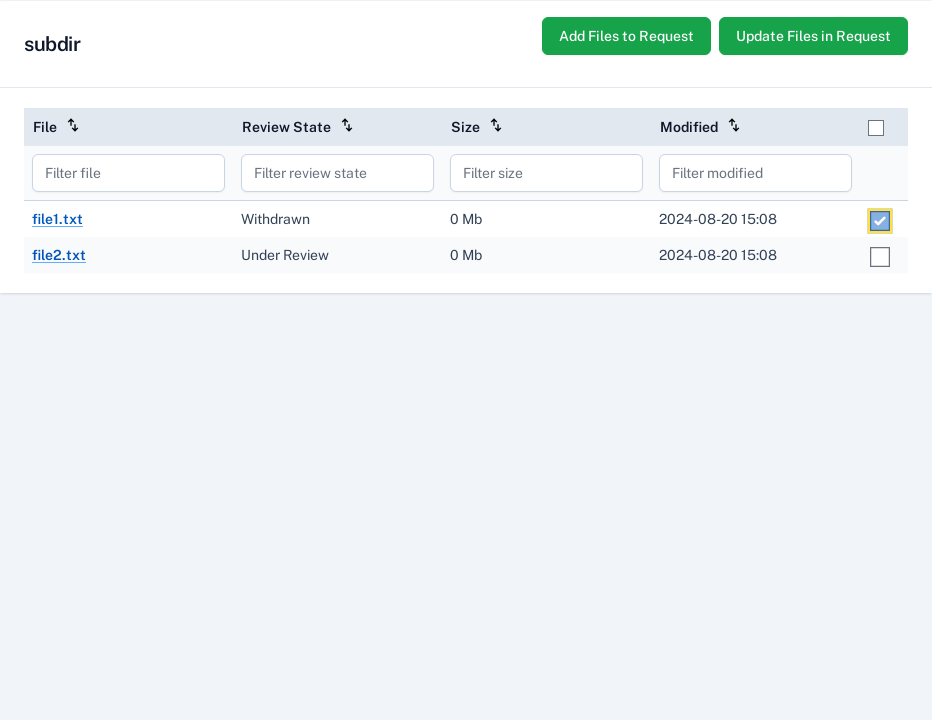 subdir
Add Files to Request
Update Files in Request
File Review State Size Modified
Filter file Filter review state Filter size Filter modified
file1.txt Withdrawn 0 Mb 2024-08-20 15:08
file2.txt Under Review 0 Mb 2024-08-20 15:08